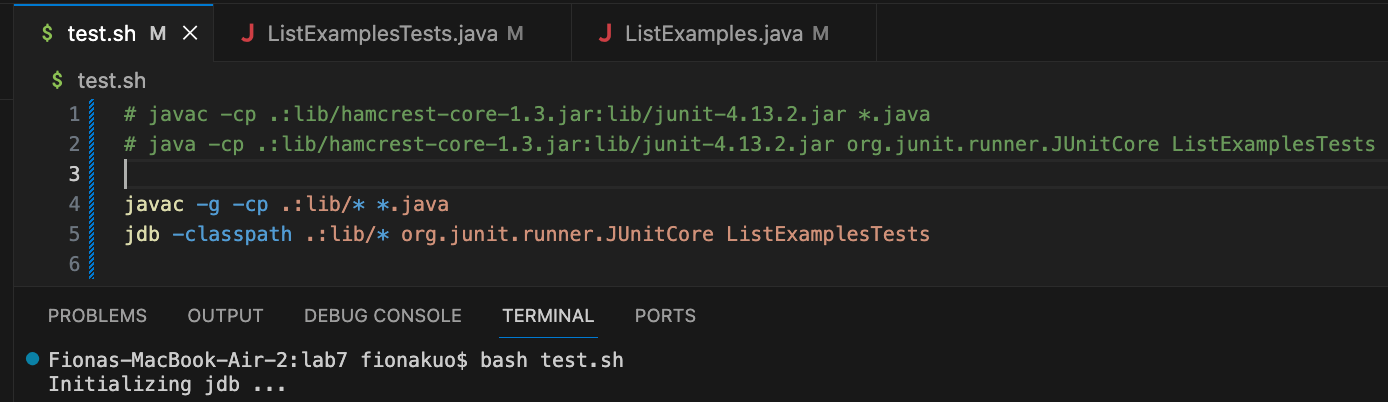 $ test.sh M × J ListExamplesTests.java M J ListExamples.java M
$ test.sh
1 # javac -cp .:lib/hamcrest-core-1.3.jar:lib/junit-4.13.2.jar *.java
2 # java -cp .:lib/hamcrest-core-1.3.jar:lib/junit-4.13.2.jar org.junit.runner.JUnitCore ListExamplesTests
3
4 javac -g -cp .:lib/* *.java
5 jdb -classpath .:lib/* org.junit.runner.JUnitCore ListExamplesTests
6
PROBLEMS OUTPUT DEBUG CONSOLE TERMINAL PORTS
Fionas-MacBook-Air-2:lab7 fionakuo$ bash test.sh
Initializing jdb ...